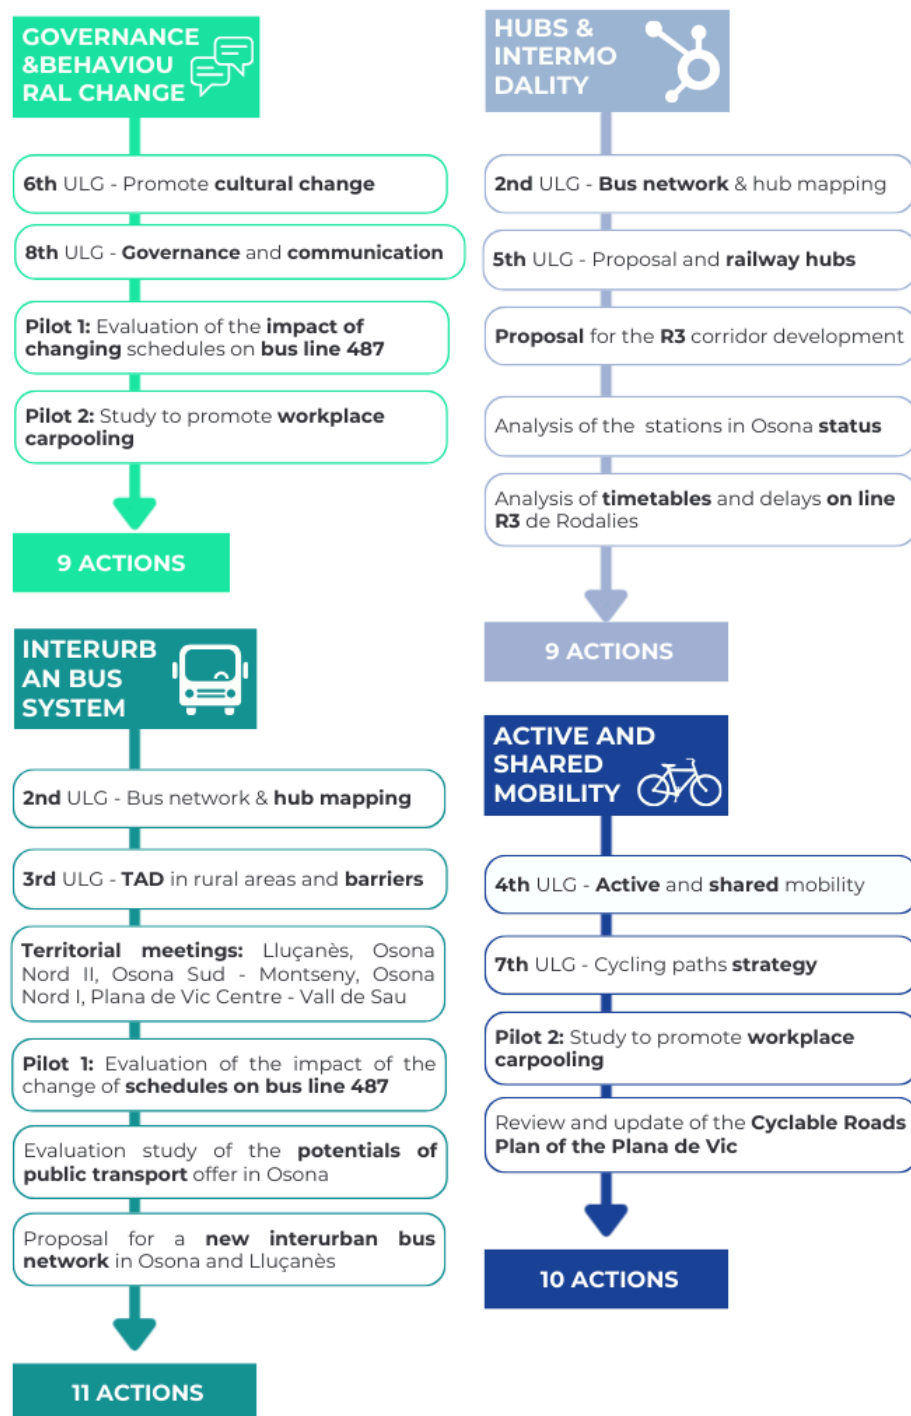 GOVERNANCE
&BEHAVIOU
RAL CHANGE
6th ULG - Promote cultural change
8th ULG - Governance and communication
Pilot 1: Evaluation of the impact of
changing schedules on bus line 487
Pilot 2: Study to promote workplace
carpooling
9 ACTIONS
HUBS &
INTERMO
DALITY
2nd ULG - Bus network & hub mapping
5th ULG - Proposal and railway hubs
Proposal for the R3 corridor development
Analysis of the stations in Osona status
Analysis of timetables and delays on line
R3 de Rodalies
9 ACTIONS
INTERURB
AN BUS
SYSTEM
2nd ULG - Bus network & hub mapping
3rd ULG - TAD in rural areas and barriers
Territorial meetings: Lluçanès, Osona
Nord II, Osona Sud - Montseny, Osona
Nord I, Plana de Vic Centre - Vall de Sau
Pilot 1: Evaluation of the impact of the
change of schedules on bus line 487
Evaluation study of the potentials of
public transport offer in Osona
Proposal for a new interurban bus
network in Osona and Lluçanès
11 ACTIONS
ACTIVE AND
SHARED
MOBILITY
4th ULG - Active and shared mobility
7th ULG - Cycling paths strategy
Pilot 2: Study to promote workplace
carpooling
Review and update of the Cyclable Roads
Plan of the Plana de Vic
10 ACTIONS